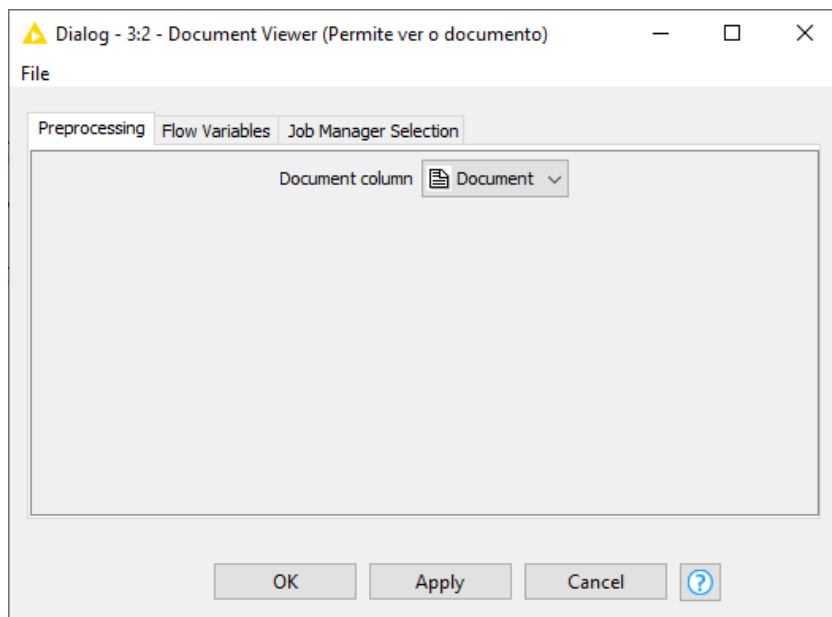 Dialog - 3:2 - Document Viewer (Permite ver o documento)
File
Preprocessing Flow Variables Job Manager Selection
Document column Document
OK Apply Cancel ?